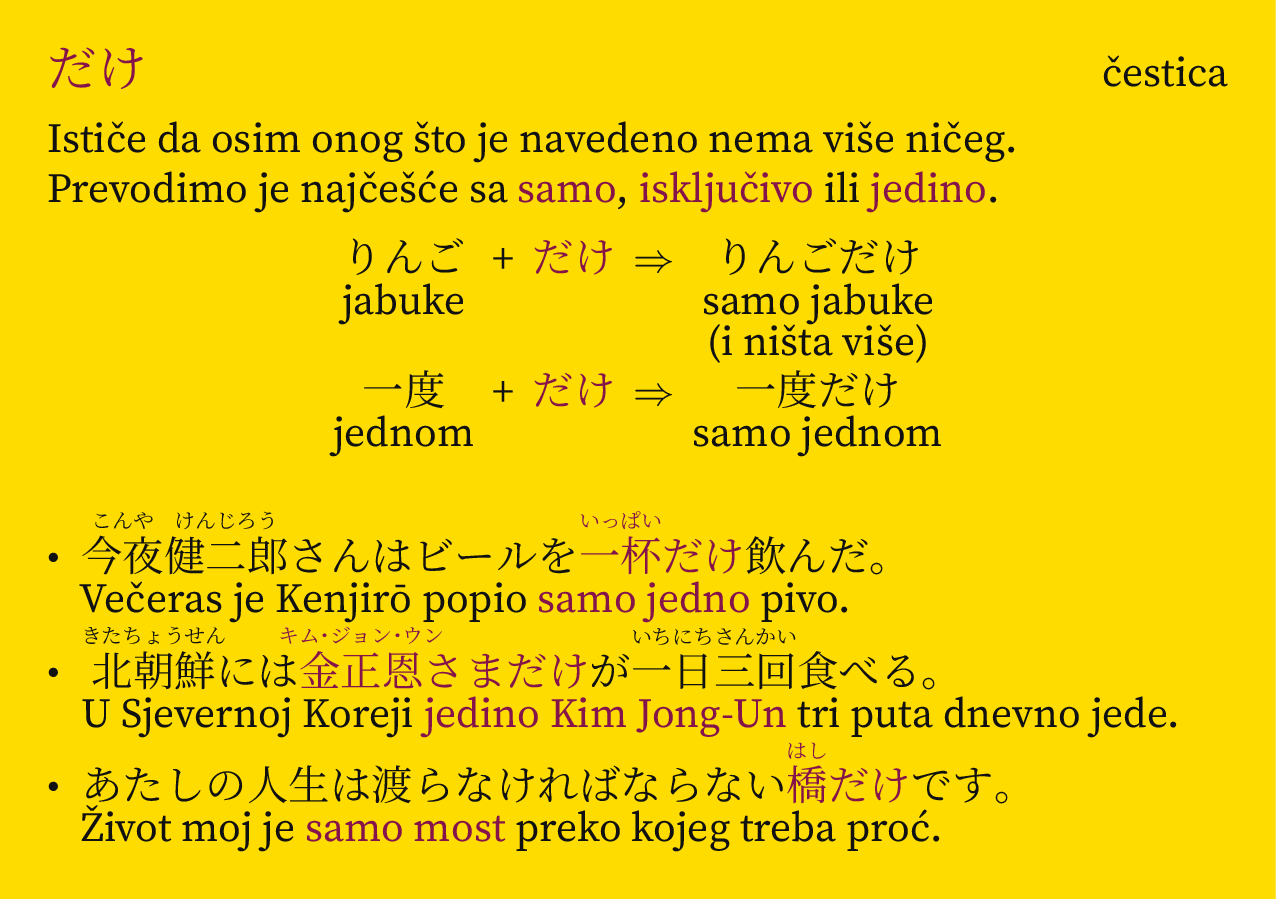 だけ čestica
Ističe da osim onog što je navedeno nema više ničeg.
Prevodimo je najčešće sa samo, isključivo ili jedino.
りんご + だけ ⇒ りんごだけ
jabuke samo jabuke
(i ništa više)
一度 + だけ ⇒ 一度だけ
jednom samo jednom
こんや けんじろう いっぱい
• 今夜健二郎さんはビールを一杯だけ飲んだ。
Večeras je Kenjirō popio samo jedno pivo.
きたちょうせん キム・ジョン・ウン いちにちさんかい
• 北朝鮮には金正恩さまだけが一日三回食べる。
U Sjevernoj Koreji jedino Kim Jong-Un tri puta dnevno jede.
はし
• あたしの人生は渡らなければならない橋だけです。
Život moj je samo most preko kojeg treba proć.